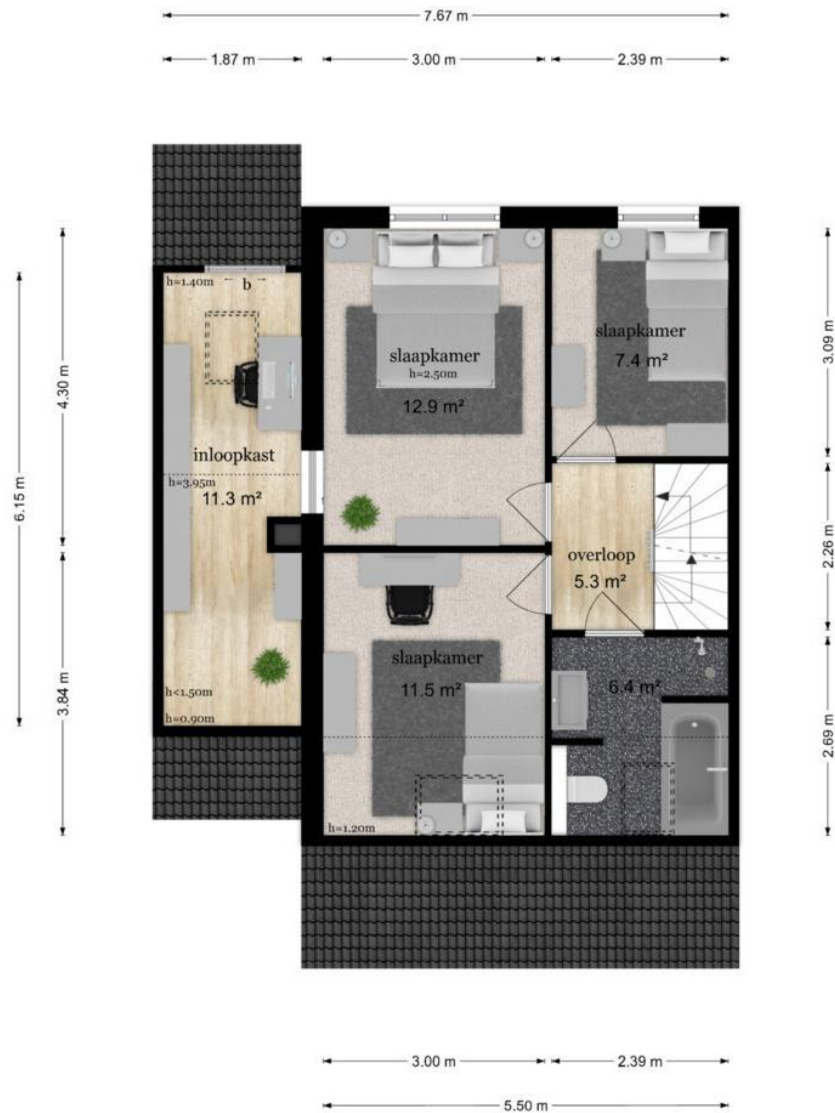 7.67 m
1.87 m
3.00 m
2.39 m
h=1.40m
b
slaapkamer
h=2.50m
12.9 m²
slaapkamer
7.4 m²
4.30 m
3.09 m
6.15 m
inloopkast
h=3.95m
11.3 m²
overloop
5.3 m²
2.26 m
slaapkamer
11.5 m²
6.4 m²
3.84 m
2.69 m
h<1.50m
h=0.90m
h=1.20m
3.00 m
2.39 m
5.50 m